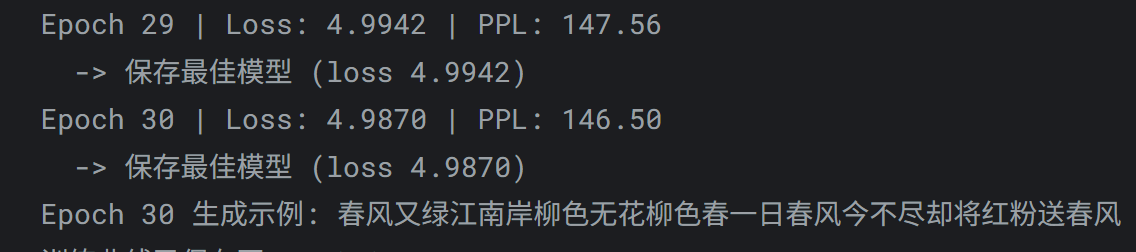 Epoch 29 | Loss: 4.9942 | PPL: 147.56
-> 保存最佳模型 (loss 4.9942)
Epoch 30 | Loss: 4.9870 | PPL: 146.50
-> 保存最佳模型 (loss 4.9870)
Epoch 30 生成示例: 春风又绿江南岸柳色无花柳色春一日春风今不尽却将红粉送春风